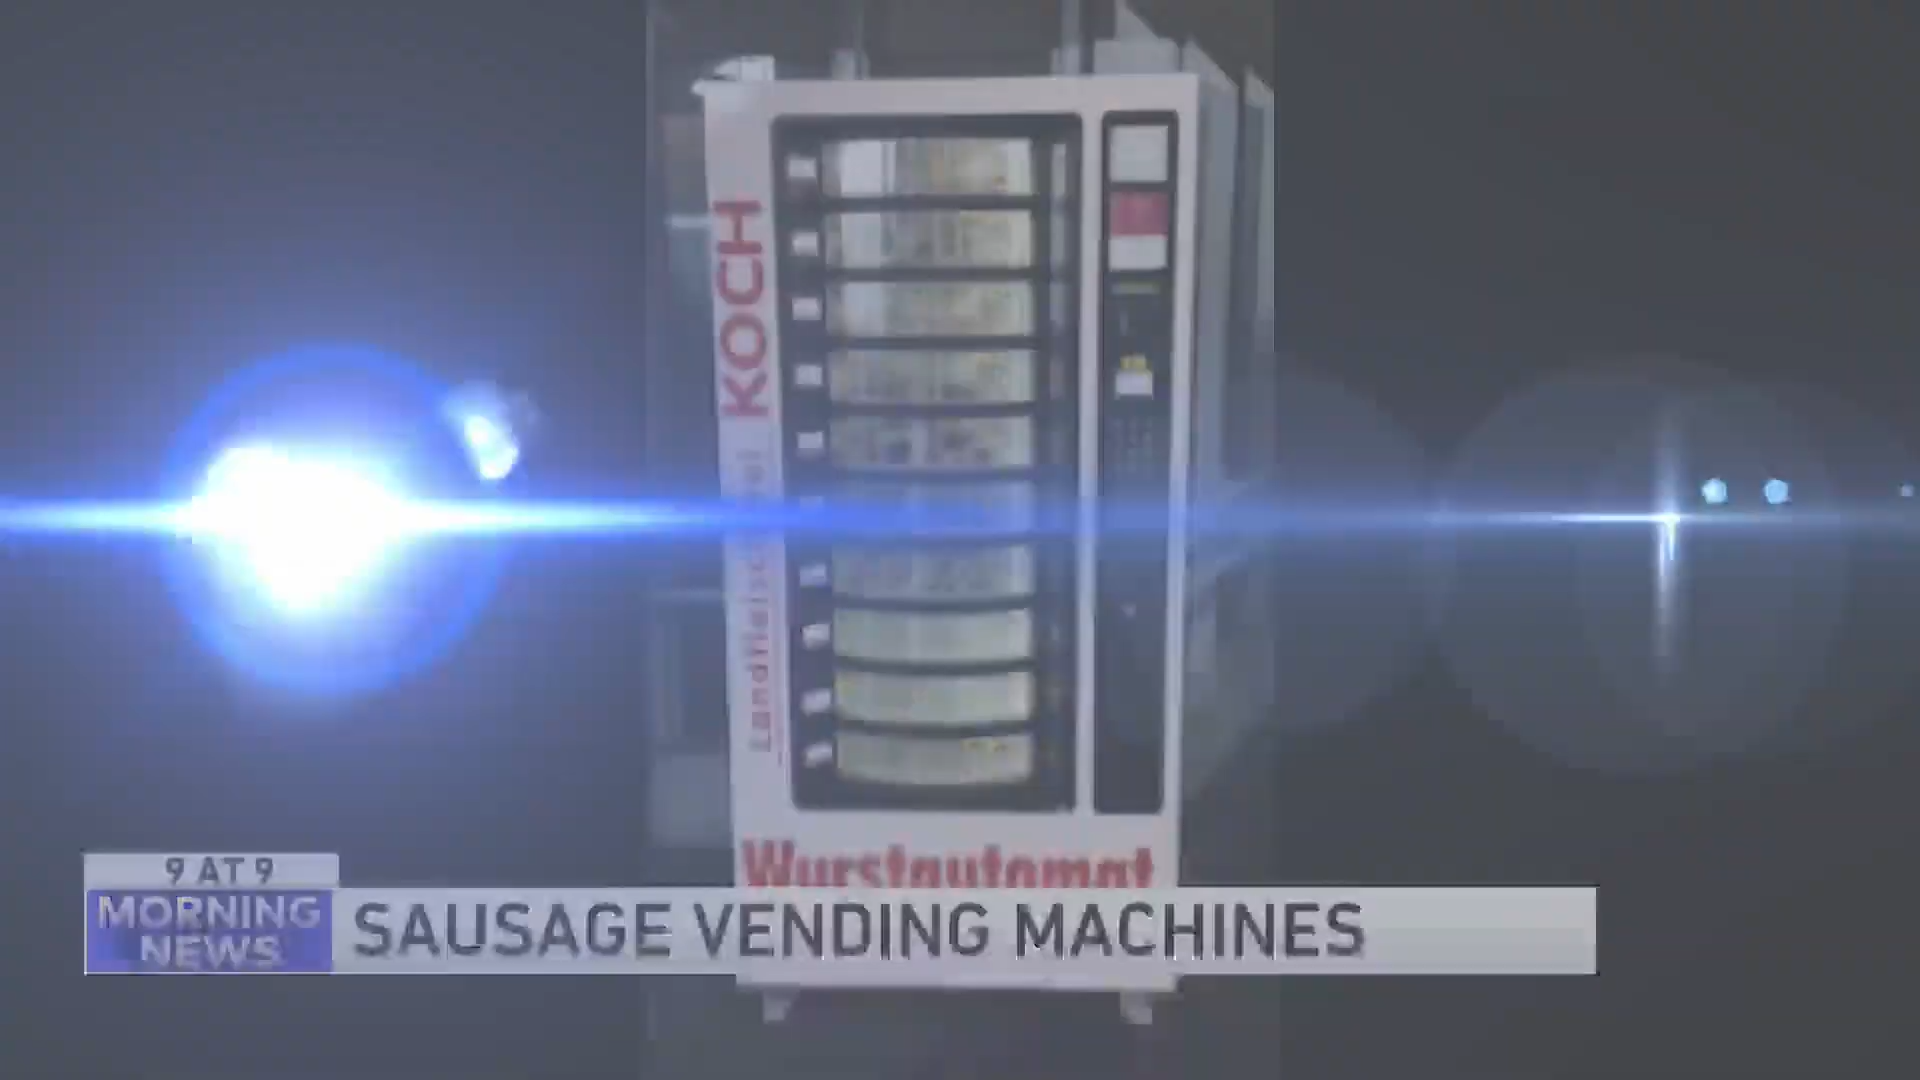 KOCH
Wurstautomat
9 AT 9
MORNING
NEWS
SAUSAGE VENDING MACHINES